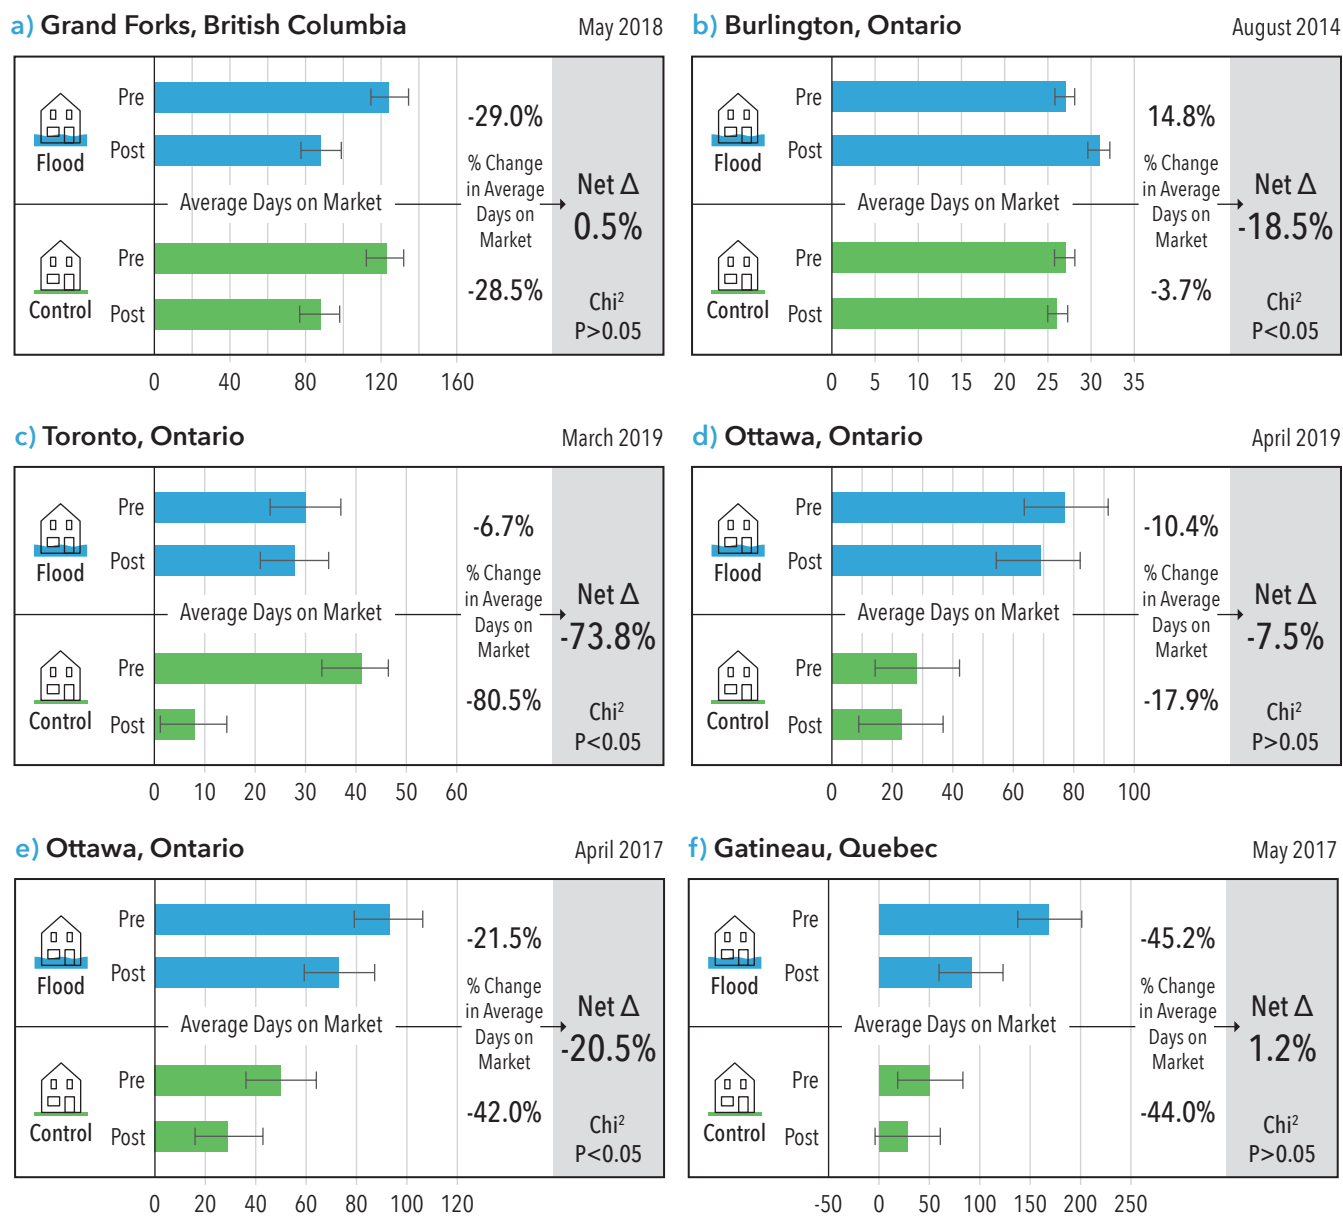 a) Grand Forks, British Columbia
May 2018
Pre
Post
Flood
-29.0%
% Change
in Average
Days on
Market
Average Days on Market
Net Δ
0.5%
Pre
Post
Control
-28.5%
Chi²
P>0.05
0 40 80 120 160
b) Burlington, Ontario
August 2014
Pre
Post
Flood
14.8%
% Change
in Average
Days on
Market
Average Days on Market
Net Δ
-18.5%
Pre
Post
Control
-3.7%
Chi²
P<0.05
0 5 10 15 20 25 30 35
c) Toronto, Ontario
March 2019
Pre
Post
Flood
-6.7%
% Change
in Average
Days on
Market
Average Days on Market
Net Δ
-73.8%
Pre
Post
Control
-80.5%
Chi²
P<0.05
0 10 20 30 40 50 60
d) Ottawa, Ontario
April 2019
Pre
Post
Flood
-10.4%
% Change
in Average
Days on
Market
Average Days on Market
Net Δ
-7.5%
Pre
Post
Control
-17.9%
Chi²
P>0.05
0 20 40 60 80 100
e) Ottawa, Ontario
April 2017
Pre
Post
Flood
-21.5%
% Change
in Average
Days on
Market
Average Days on Market
Net Δ
-20.5%
Pre
Post
Control
-42.0%
Chi²
P<0.05
0 20 40 60 80 100 120
f) Gatineau, Quebec
May 2017
Pre
Post
Flood
-45.2%
% Change
in Average
Days on
Market
Average Days on Market
Net Δ
1.2%
Pre
Post
Control
-44.0%
Chi²
P>0.05
-50 0 50 100 150 200 250